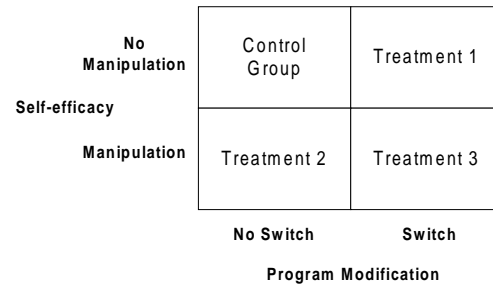 No
Manipulation
Control
Group
Treatment 1
Self-efficacy
Manipulation
Treatment 2
Treatment 3
No Switch
Switch
Program Modification